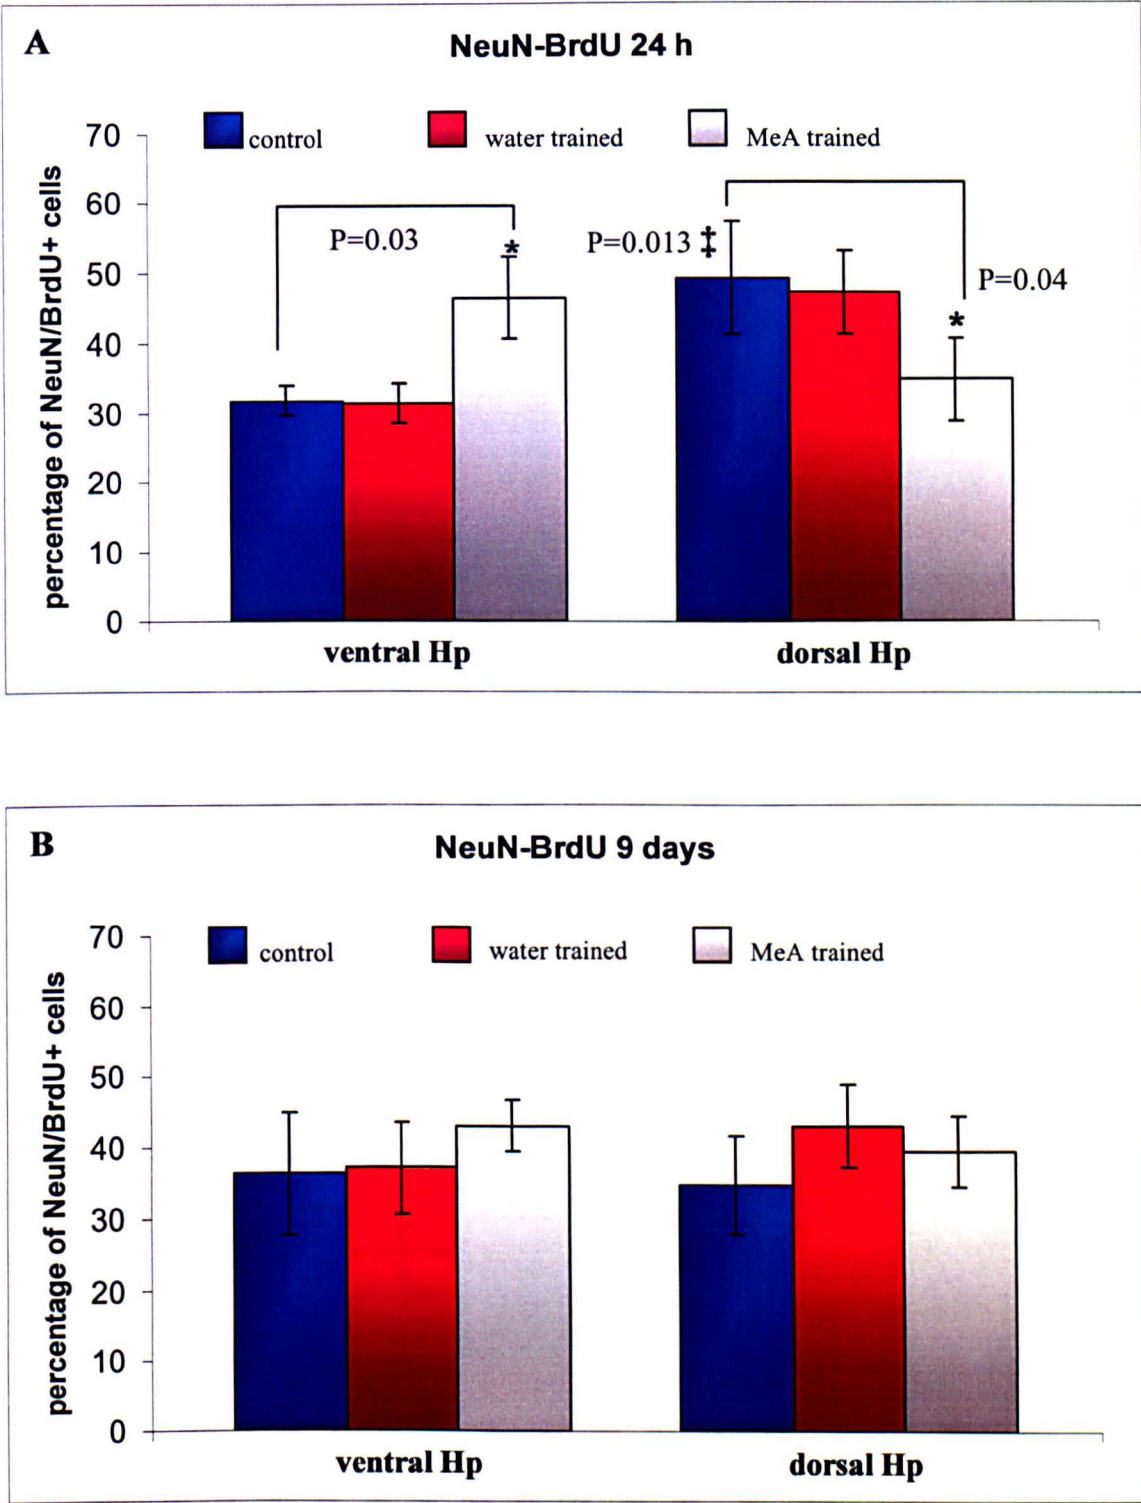 A
NeuN-BrdU 24 h
control water trained MeA trained
percentage of NeuN/BrdU+ cells
70
60
50
40
30
20
10
0
P=0.03
*
P=0.013 ‡
P=0.04
*
ventral Hp dorsal Hp
B
NeuN-BrdU 9 days
control water trained MeA trained
percentage of NeuN/BrdU+ cells
70
60
50
40
30
20
10
0
ventral Hp dorsal Hp